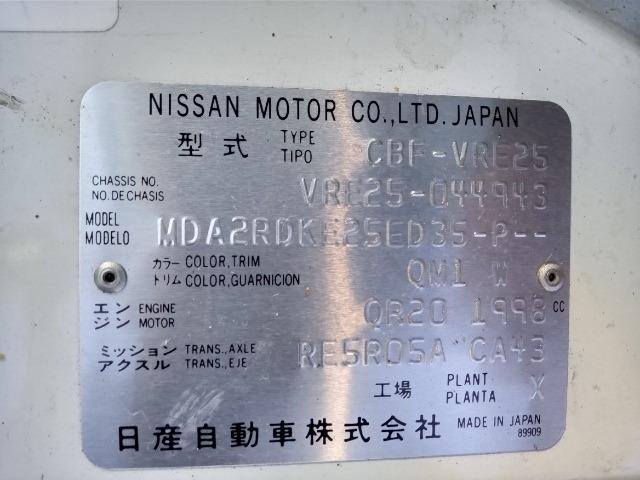 NISSAN MOTOR CO.,LTD. JAPAN
型式 TYPE TIPO CBF-VRE25
CHASSIS NO. NO.DE CHASIS VRE25-044943
MODEL MODELO MDA2RDKE25ED35-P--
カラー COLOR,TRIM
トリム COLOR,GUARNICION QM1 W
エンジン ENGINE MOTOR QR20 1998 CC
ミッション TRANS.,AXLE
アクスル TRANS.,EJE RE5R05A CA43
工場 PLANT PLANTA X
日産自動車株式会社 MADE IN JAPAN
89909